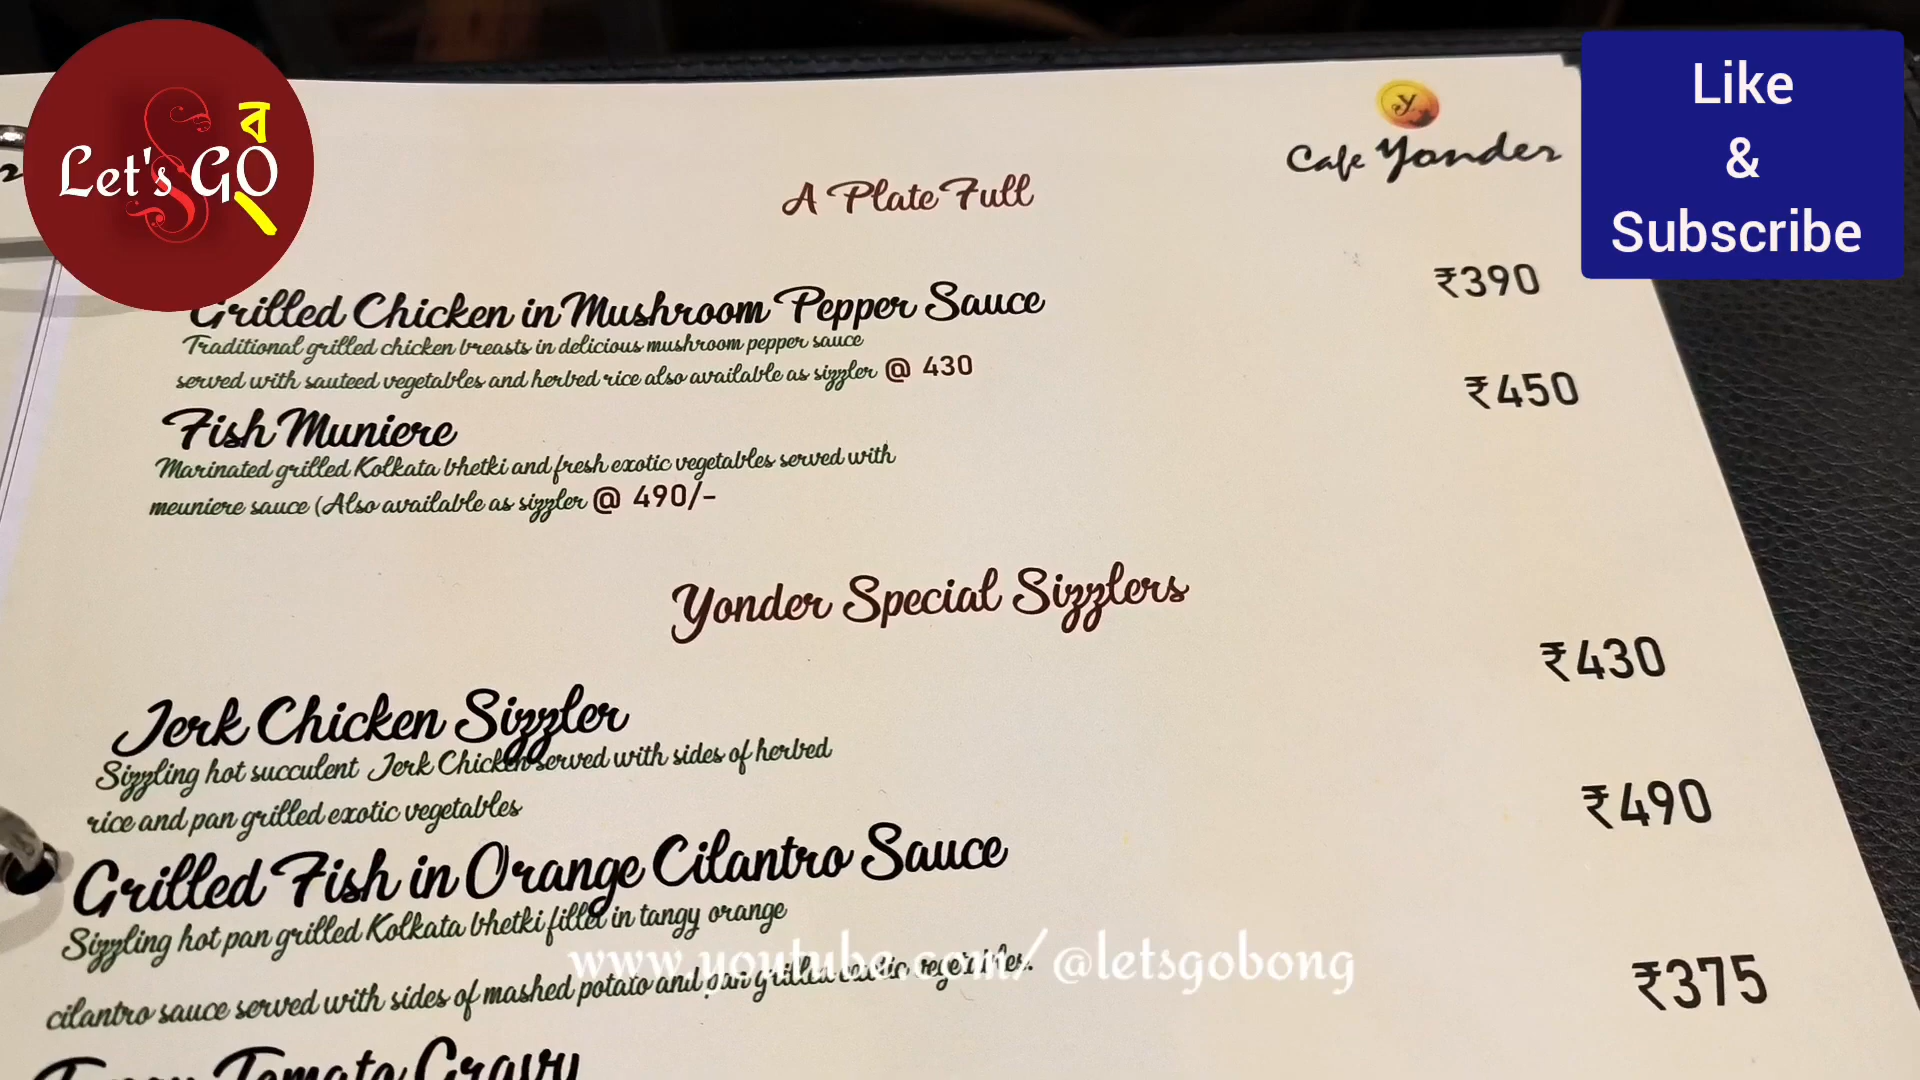 Let's GO
ব
Like
&
Subscribe
Cafe Yonder
A Plate Full
Grilled Chicken in Mushroom Pepper Sauce ₹390
Traditional grilled chicken breasts in delicious mushroom pepper sauce
served with sauteed vegetables and herbed rice also available as sizzler @ 430
Fish Muniere ₹450
Marinated grilled Kolkata bhetki and fresh exotic vegetables served with
meuniere sauce (Also available as sizzler @ 490/-
Yonder Special Sizzlers
Jerk Chicken Sizzler ₹430
Sizzling hot succulent Jerk Chicken served with sides of herbed
rice and pan grilled exotic vegetables
Grilled Fish in Orange Cilantro Sauce ₹490
Sizzling hot pan grilled Kolkata bhetki fillet in tangy orange
cilantro sauce served with sides of mashed potato and pan grilled exotic vegetables.
www.youtube.com/@letsgobong
₹375
Tomato Gravy